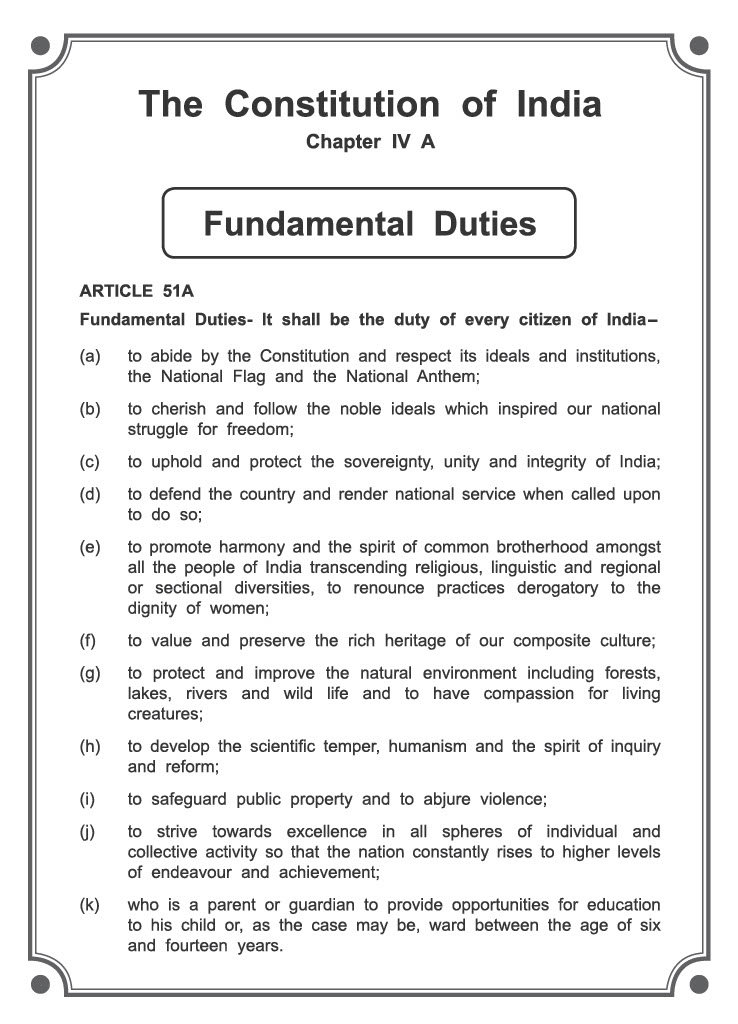 The Constitution of India
Chapter IV A
Fundamental Duties
ARTICLE 51A
Fundamental Duties- It shall be the duty of every citizen of India–
(a) to abide by the Constitution and respect its ideals and institutions,
the National Flag and the National Anthem;
(b) to cherish and follow the noble ideals which inspired our national
struggle for freedom;
(c) to uphold and protect the sovereignty, unity and integrity of India;
(d) to defend the country and render national service when called upon
to do so;
(e) to promote harmony and the spirit of common brotherhood amongst
all the people of India transcending religious, linguistic and regional
or sectional diversities, to renounce practices derogatory to the
dignity of women;
(f) to value and preserve the rich heritage of our composite culture;
(g) to protect and improve the natural environment including forests,
lakes, rivers and wild life and to have compassion for living
creatures;
(h) to develop the scientific temper, humanism and the spirit of inquiry
and reform;
(i) to safeguard public property and to abjure violence;
(j) to strive towards excellence in all spheres of individual and
collective activity so that the nation constantly rises to higher levels
of endeavour and achievement;
(k) who is a parent or guardian to provide opportunities for education
to his child or, as the case may be, ward between the age of six
and fourteen years.